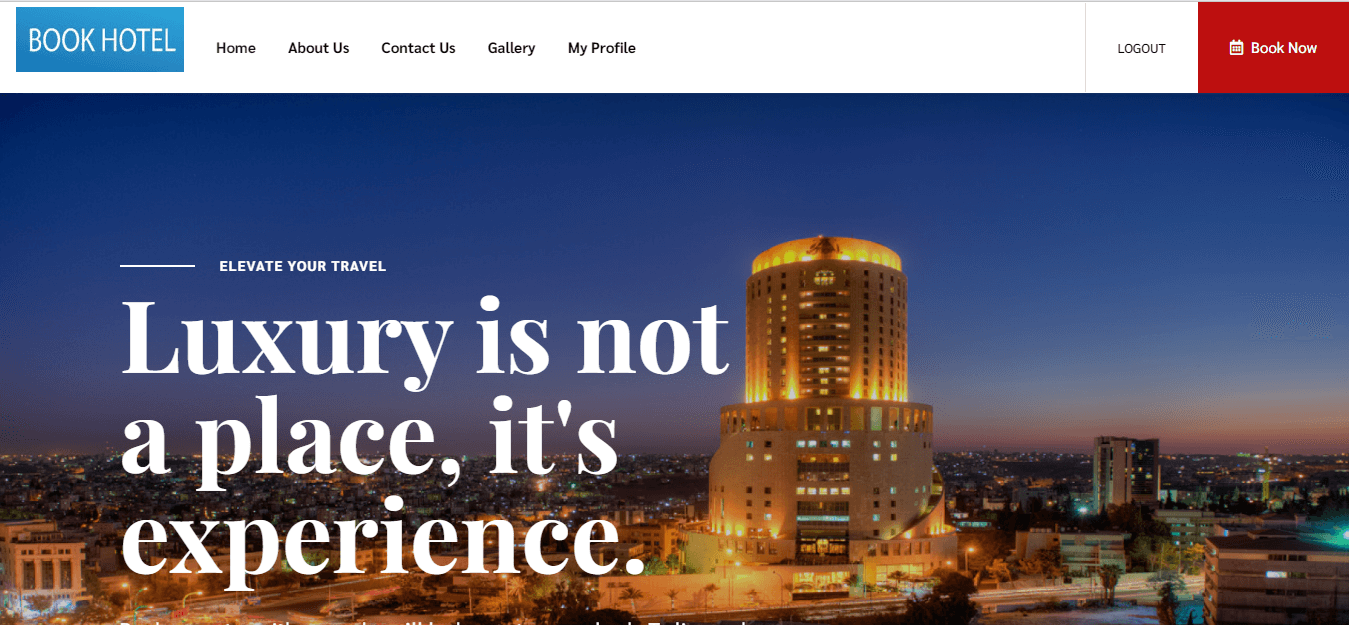 BOOK HOTEL
Home
About Us
Contact Us
Gallery
My Profile
LOGOUT
Book Now
ELEVATE YOUR TRAVEL
Luxury is not
a place, it's
experience.